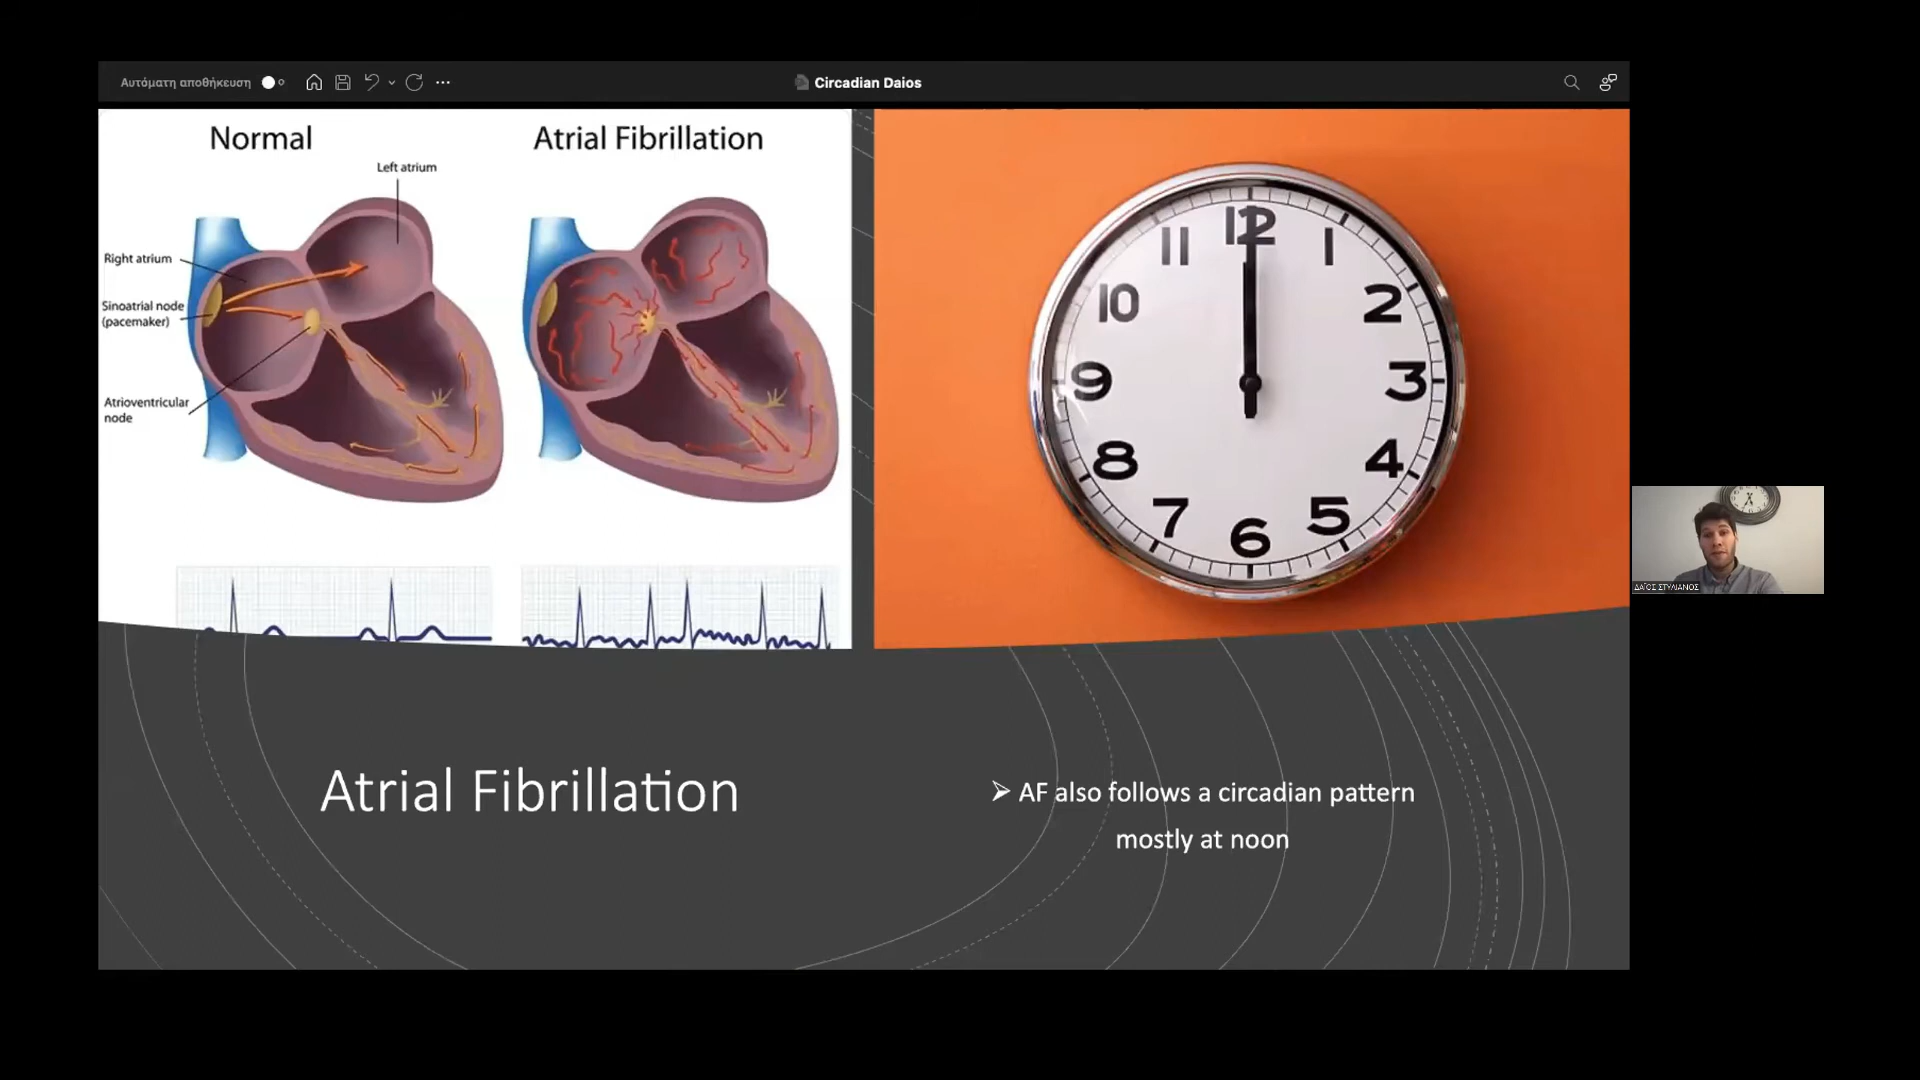 Αυτόματη αποθήκευση
Circadian Daios
Normal
Atrial Fibrillation
Left atrium
Right atrium
Sinoatrial node
(pacemaker)
Atrioventricular
node
12
1
2
3
4
5
6
7
8
9
10
11
ΔΑΪΟΣ ΣΤΥΛΙΑΝΟΣ
Atrial Fibrillation
➢ AF also follows a circadian pattern
mostly at noon